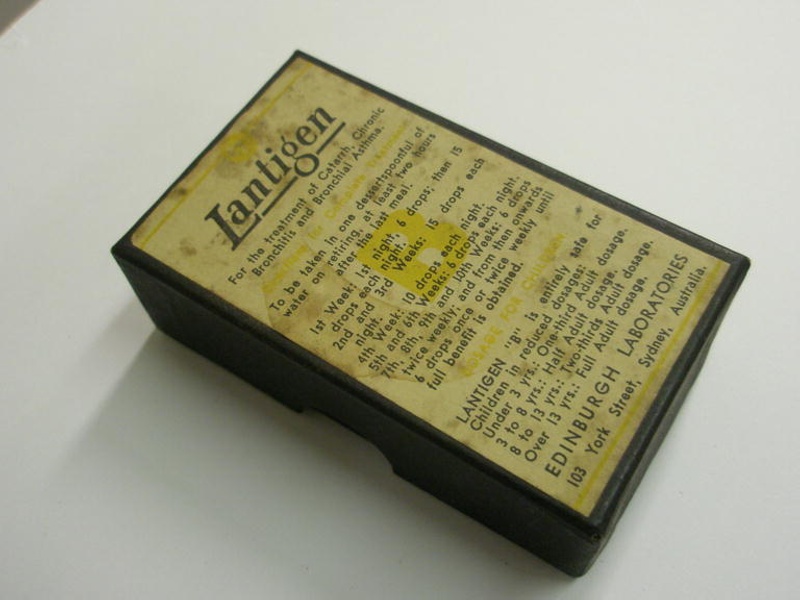 Lantigen
B
For the treatment of Catarrh, Chronic
Bronchitis and Bronchial Asthma.
To be taken in one dessertspoonful of
water on retiring, at least two hours
after the last meal.
1st Week: 1st night 6 drops; then 15
drops each night.
2nd and 3rd Weeks: 15 drops each
night.
4th Week: 10 drops each night.
5th and 6th Weeks: 6 drops each night.
7th, 8th, 9th and 10th Weeks: 6 drops
twice weekly, and from then onwards
6 drops once or twice weekly until
full benefit is obtained.
DOSAGE FOR CHILDREN
LANTIGEN "B" is entirely safe for
Children in reduced dosages:
Under 3 yrs.: One-third Adult dosage.
3 to 8 yrs.: Half Adult dosage.
8 to 13 yrs.: Two-thirds Adult dosage.
Over 13 yrs.: Full Adult dosage.
EDINBURGH LABORATORIES
103 York Street, Sydney, Australia.